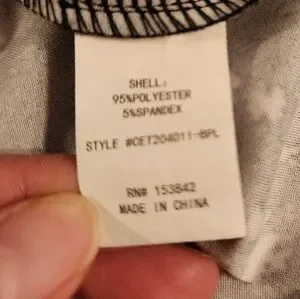 SHELL:
95%POLYESTER
5%SPANDEX
STYLE #CET204011-BPL
RN# 153842
MADE IN CHINA